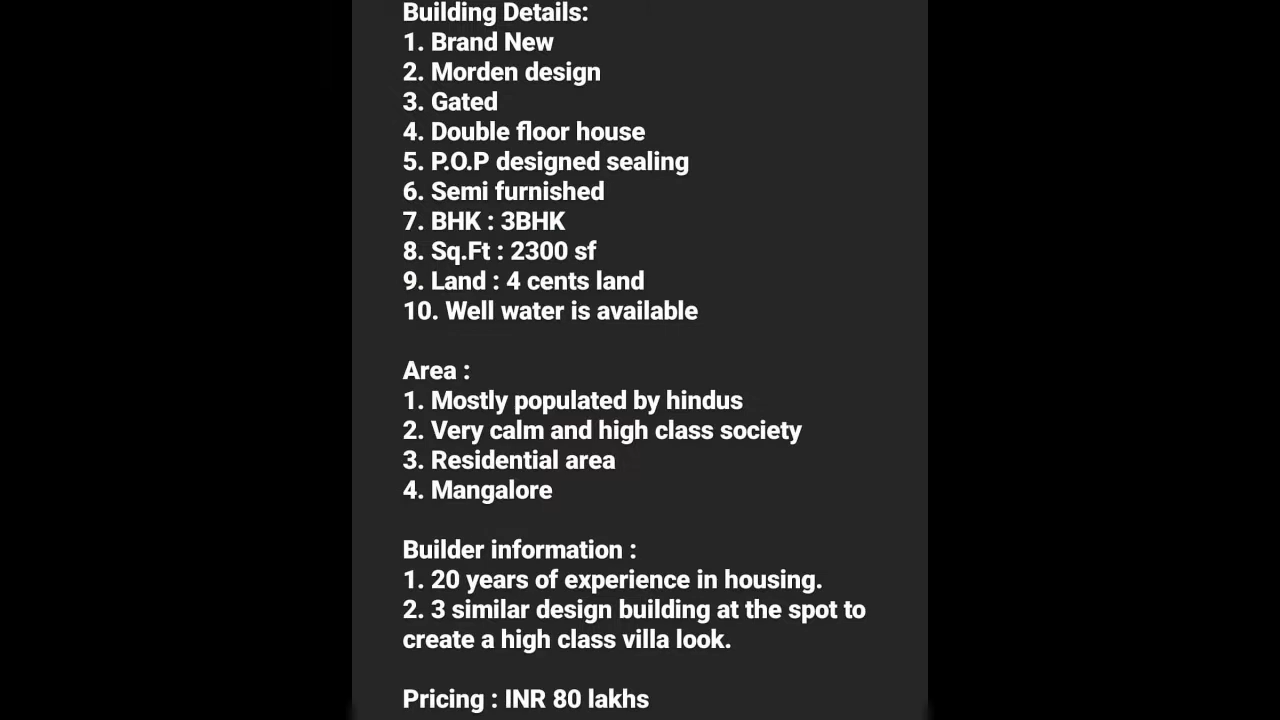 Building Details:
1. Brand New
2. Morden design
3. Gated
4. Double floor house
5. P.O.P designed sealing
6. Semi furnished
7. BHK : 3BHK
8. Sq.Ft : 2300 sf
9. Land : 4 cents land
10. Well water is available
Area :
1. Mostly populated by hindus
2. Very calm and high class society
3. Residential area
4. Mangalore
Builder information :
1. 20 years of experience in housing.
2. 3 similar design building at the spot to
create a high class villa look.
Pricing : INR 80 lakhs